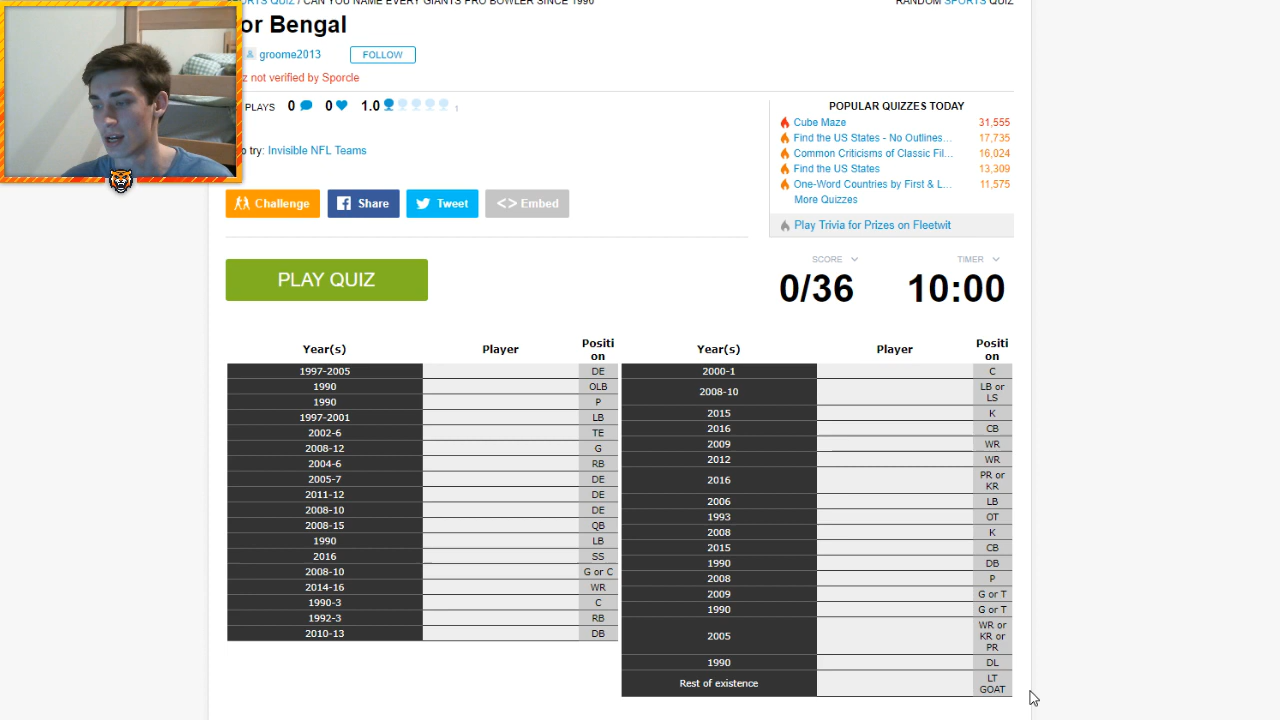 SPORTS QUIZ / CAN YOU NAME EVERY GIANTS PRO BOWLER SINCE 1990
RANDOM SPORTS QUIZ
or Bengal
groome2013
FOLLOW
z not verified by Sporcle
PLAYS 0 0 1.0 1
o try: Invisible NFL Teams
Challenge
Share
Tweet
<> Embed
POPULAR QUIZZES TODAY
Cube Maze 31,555
Find the US States - No Outlines... 17,735
Common Criticisms of Classic Fil... 16,024
Find the US States 13,309
One-Word Countries by First & L... 11,575
More Quizzes
Play Trivia for Prizes on Fleetwit
PLAY QUIZ
SCORE
0/36
TIMER
10:00
Year(s) Player Positi
on
1997-2005 DE
1990 OLB
1990 P
1997-2001 LB
2002-6 TE
2008-12 G
2004-6 RB
2005-7 DE
2011-12 DE
2008-10 DE
2008-15 QB
1990 LB
2016 SS
2008-10 G or C
2014-16 WR
1990-3 C
1992-3 RB
2010-13 DB
Year(s) Player Positi
on
2000-1 C
2008-10 LB or
LS
2015 K
2016 CB
2009 WR
2012 WR
2016 PR or
KR
2006 LB
1993 OT
2008 K
2015 CB
1990 DB
2008 P
2009 G or T
1990 G or T
2005 WR or
KR or
PR
1990 DL
Rest of existence LT
GOAT